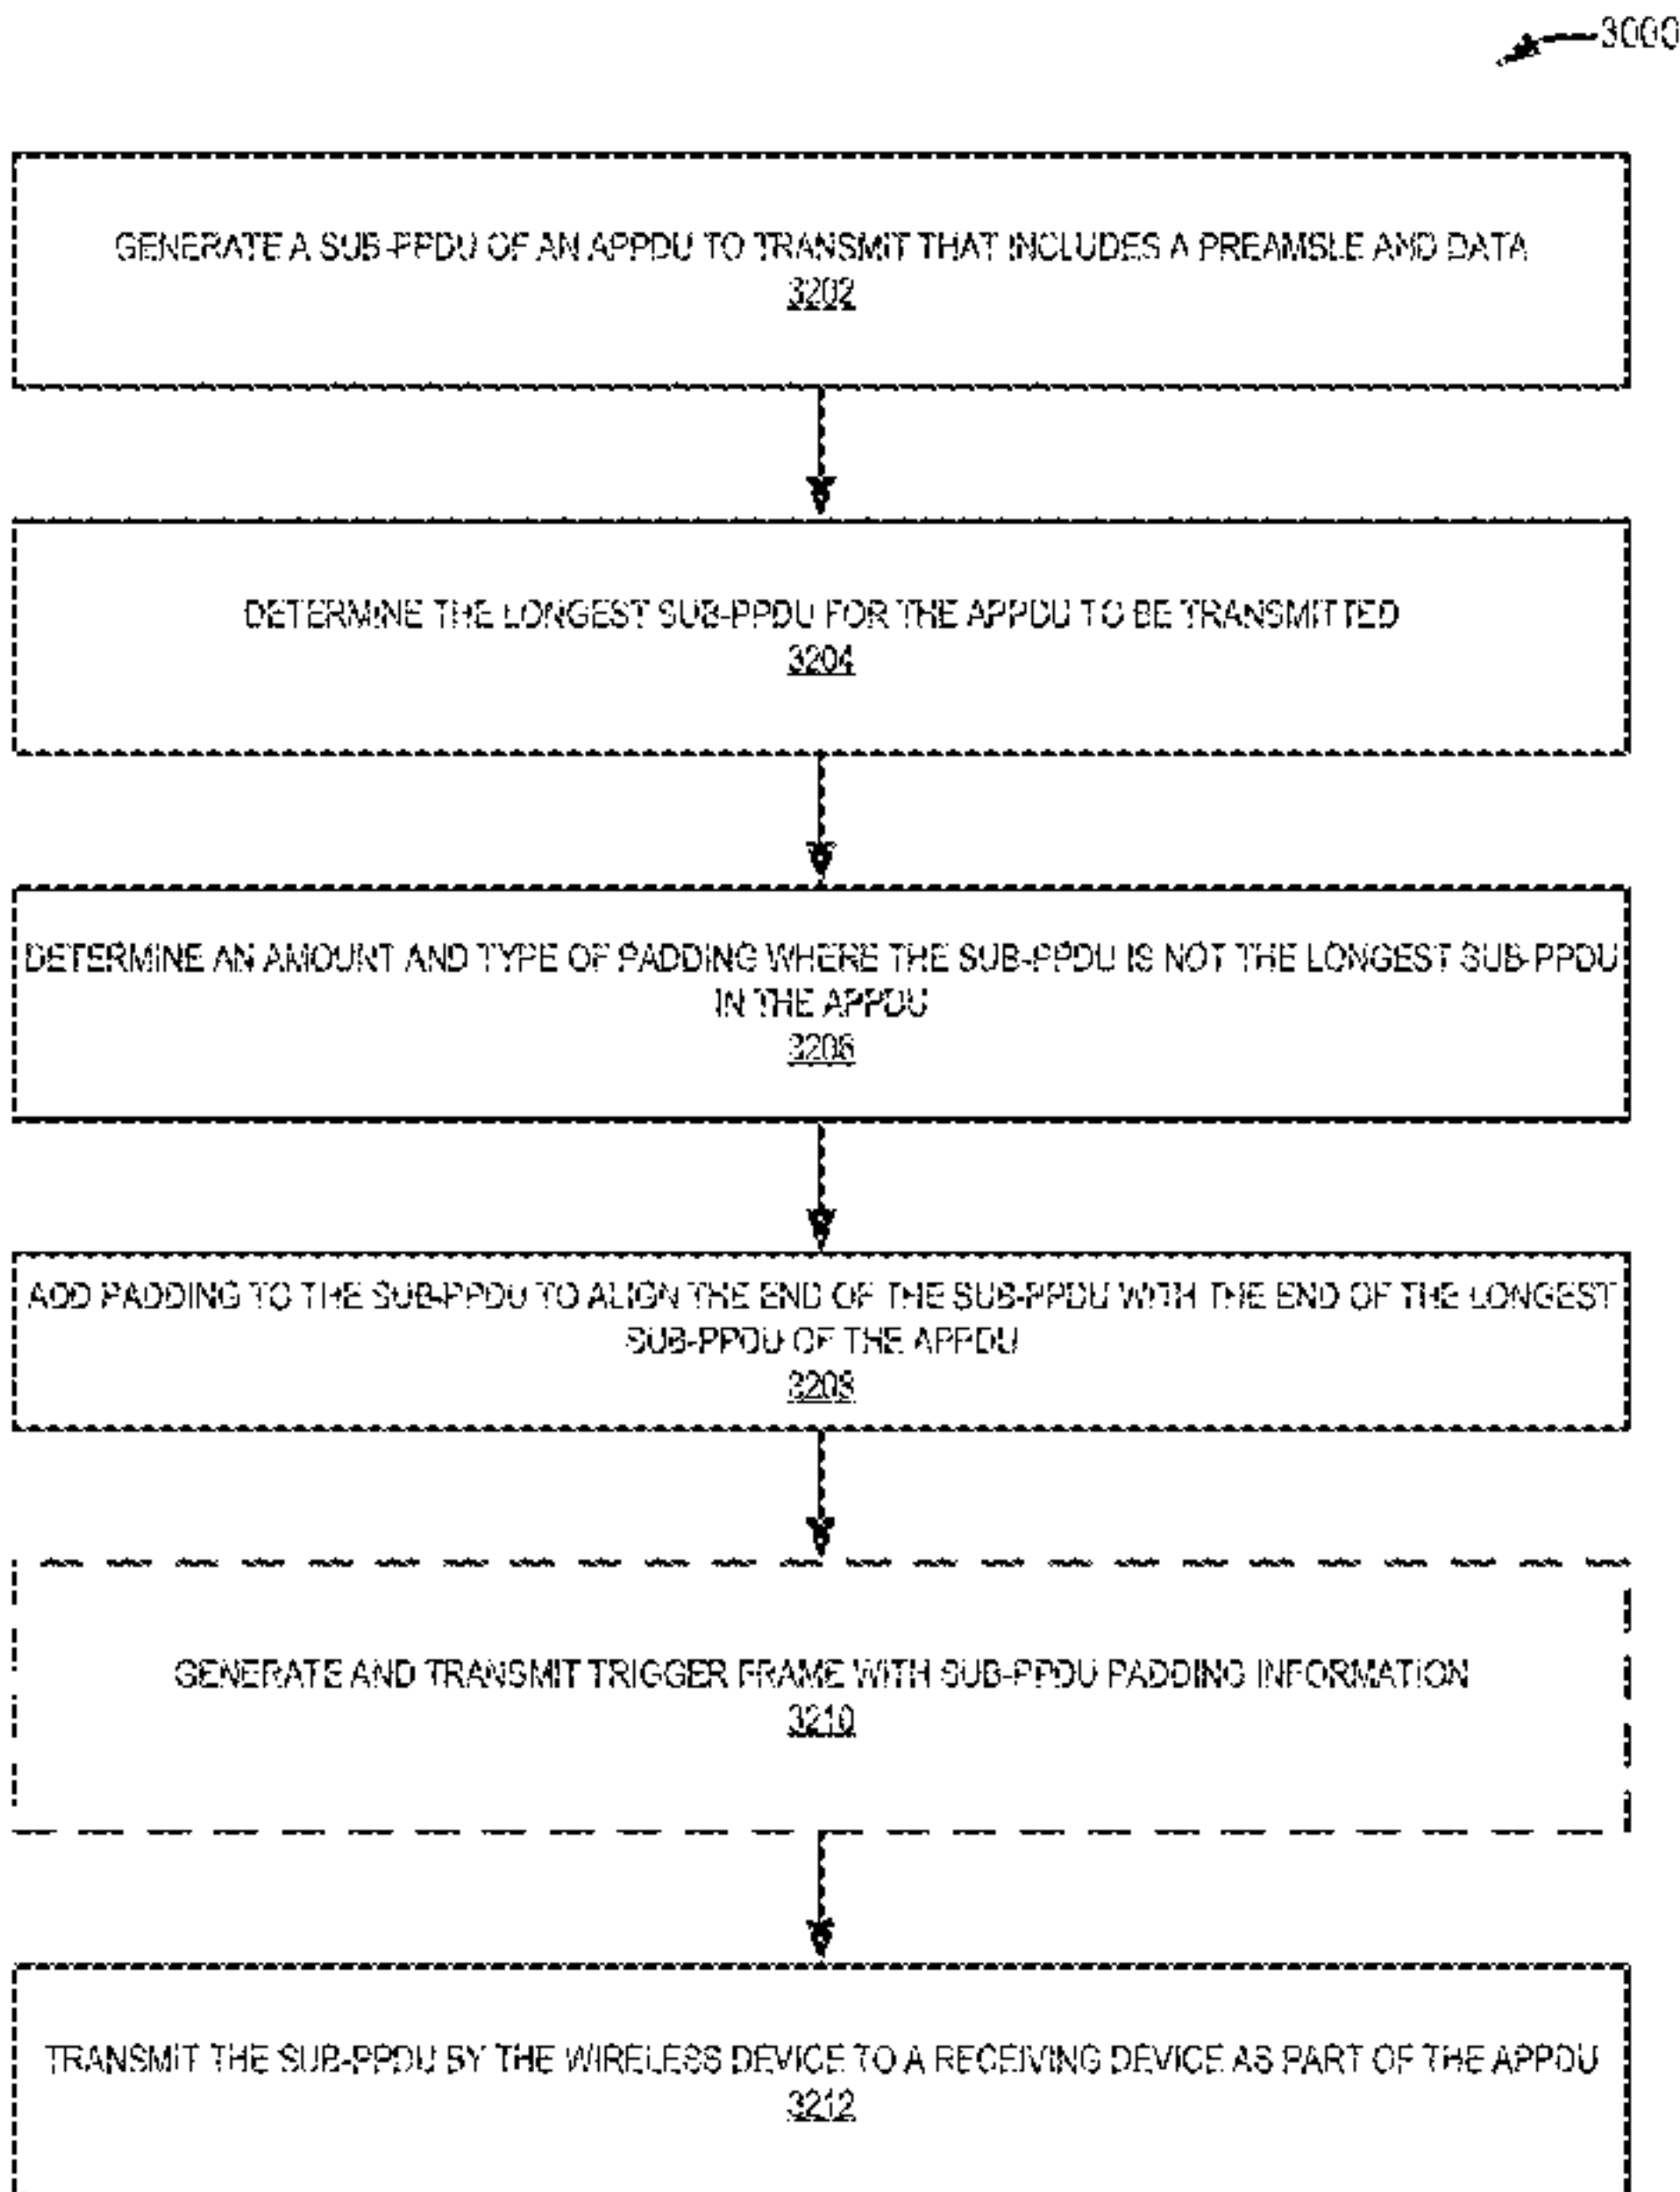 3000
GENERATE A SUB-PPDU OF AN APPDU TO TRANSMIT THAT INCLUDES A PREAMSLE AND DATA
3202
DETERMINE THE LONGEST SUB-PPDU FOR THE APPDU TO BE TRANSMITTED
3204
DETERMINE AN AMOUNT AND TYPE OF PADDING WHERE THE SUB-PPDU IS NOT THE LONGEST SUB-PPDU
IN THE APPDU
3206
ADD PADDING TO THE SUB-PPDU TO ALIGN THE END OF THE SUB-PPDU WITH THE END OF THE LONGEST
SUB-PPDU OF THE APPDU
3208
GENERATE AND TRANSMIT TRIGGER FRAME WITH SUB-PPDU PADDING INFORMATION
3210
TRANSMIT THE SUB-PPDU BY THE WIRELESS DEVICE TO A RECEIVING DEVICE AS PART OF THE APPDU
3212